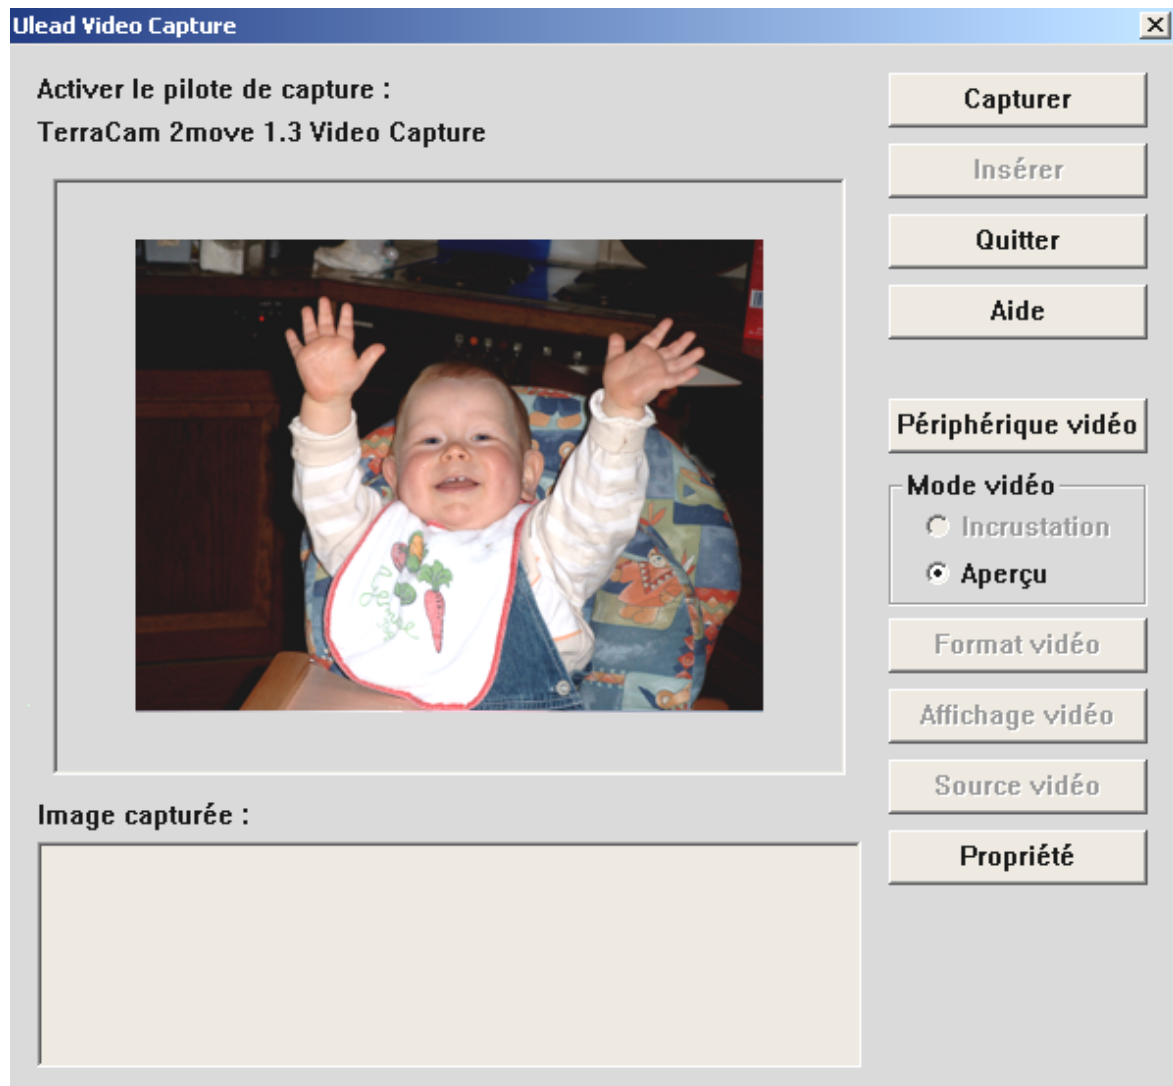 Ulead Video Capture
Activer le pilote de capture :
TerraCam 2move 1.3 Video Capture
Capturer
Insérer
Quitter
Aide
Périphérique vidéo
Mode vidéo
Incrustation
Aperçu
Format vidéo
Affichage vidéo
Source vidéo
Propriété
Image capturée :